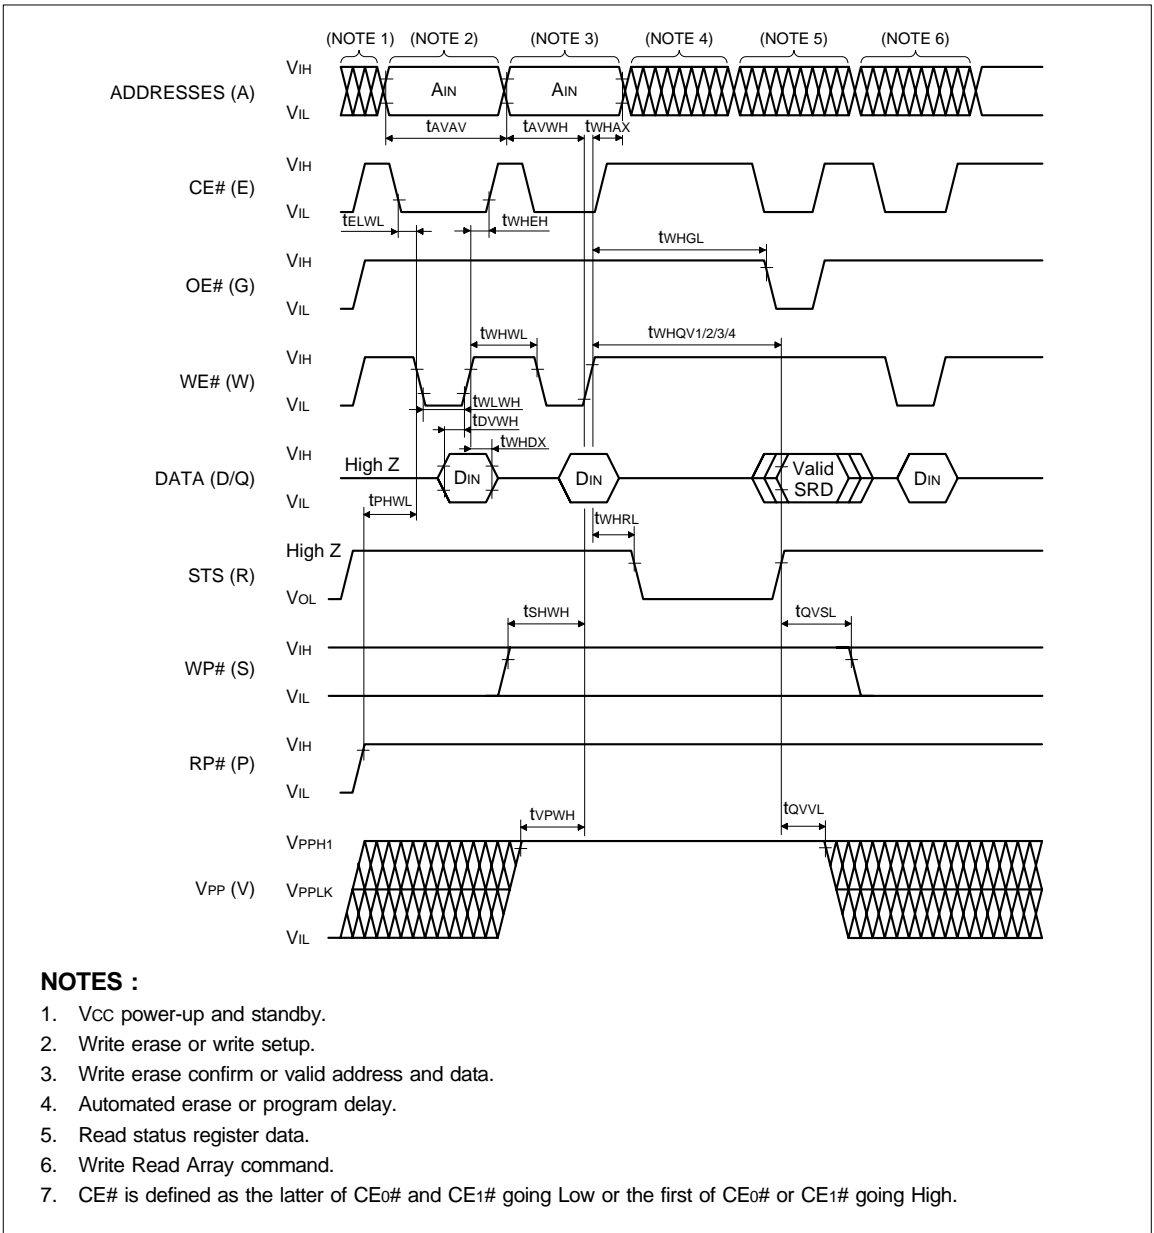 (NOTE 1) (NOTE 2) (NOTE 3) (NOTE 4) (NOTE 5) (NOTE 6)
ADDRESSES (A)
VIH
VIL
AIN
AIN
tAVAV
tAVWH
tWHAX
CE# (E)
VIH
VIL
tELWL
tWHEH
tWHGL
OE# (G)
VIH
VIL
tWHWL
tWHQV1/2/3/4
WE# (W)
VIH
VIL
tWLWH
tDVWH
tWHDX
DATA (D/Q)
VIH
VIL
High Z
DIN
DIN
Valid
SRD
DIN
tPHWL
tWHRL
STS (R)
High Z
VOL
tSHWH
tQVSL
WP# (S)
VIH
VIL
RP# (P)
VIH
VIL
tVPWH
tQVVL
VPP (V)
VPPH1
VPPLK
VIL
NOTES :
1. VCC power-up and standby.
2. Write erase or write setup.
3. Write erase confirm or valid address and data.
4. Automated erase or program delay.
5. Read status register data.
6. Write Read Array command.
7. CE# is defined as the latter of CE0# and CE1# going Low or the first of CE0# or CE1# going High.